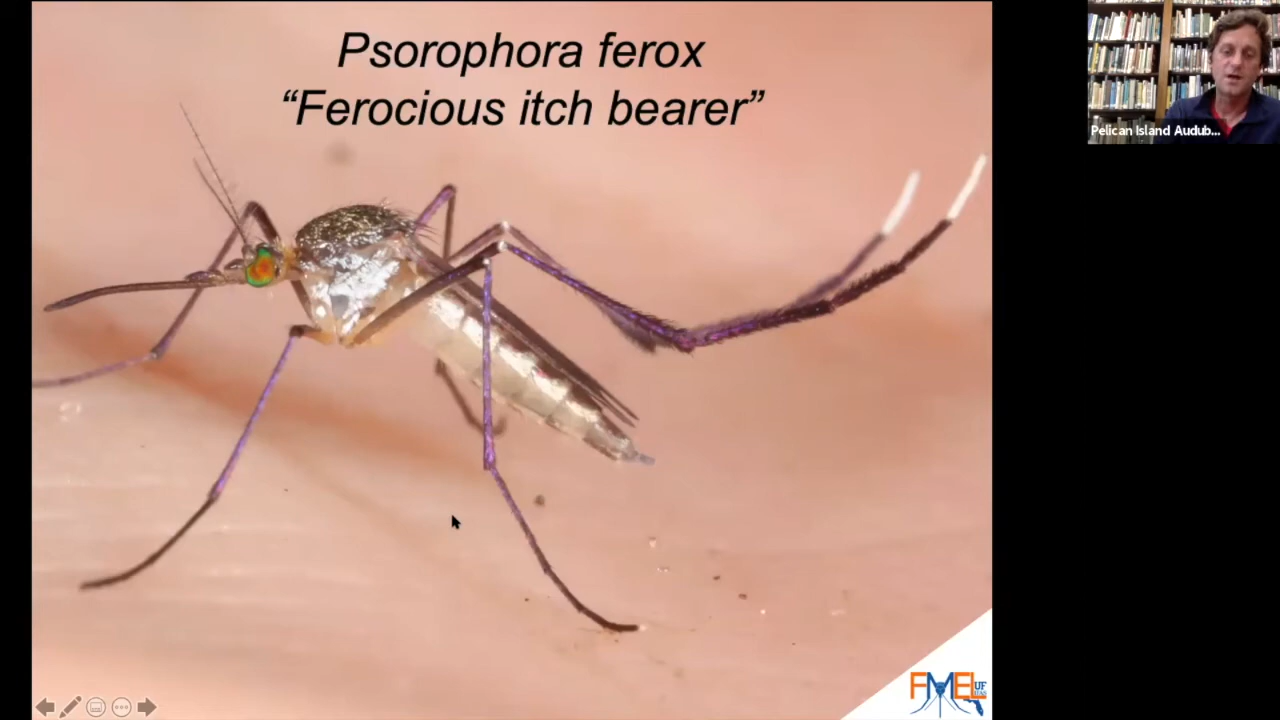 Psorophora ferox
“Ferocious itch bearer”
Pelican Island Audub...
FMEL
UF